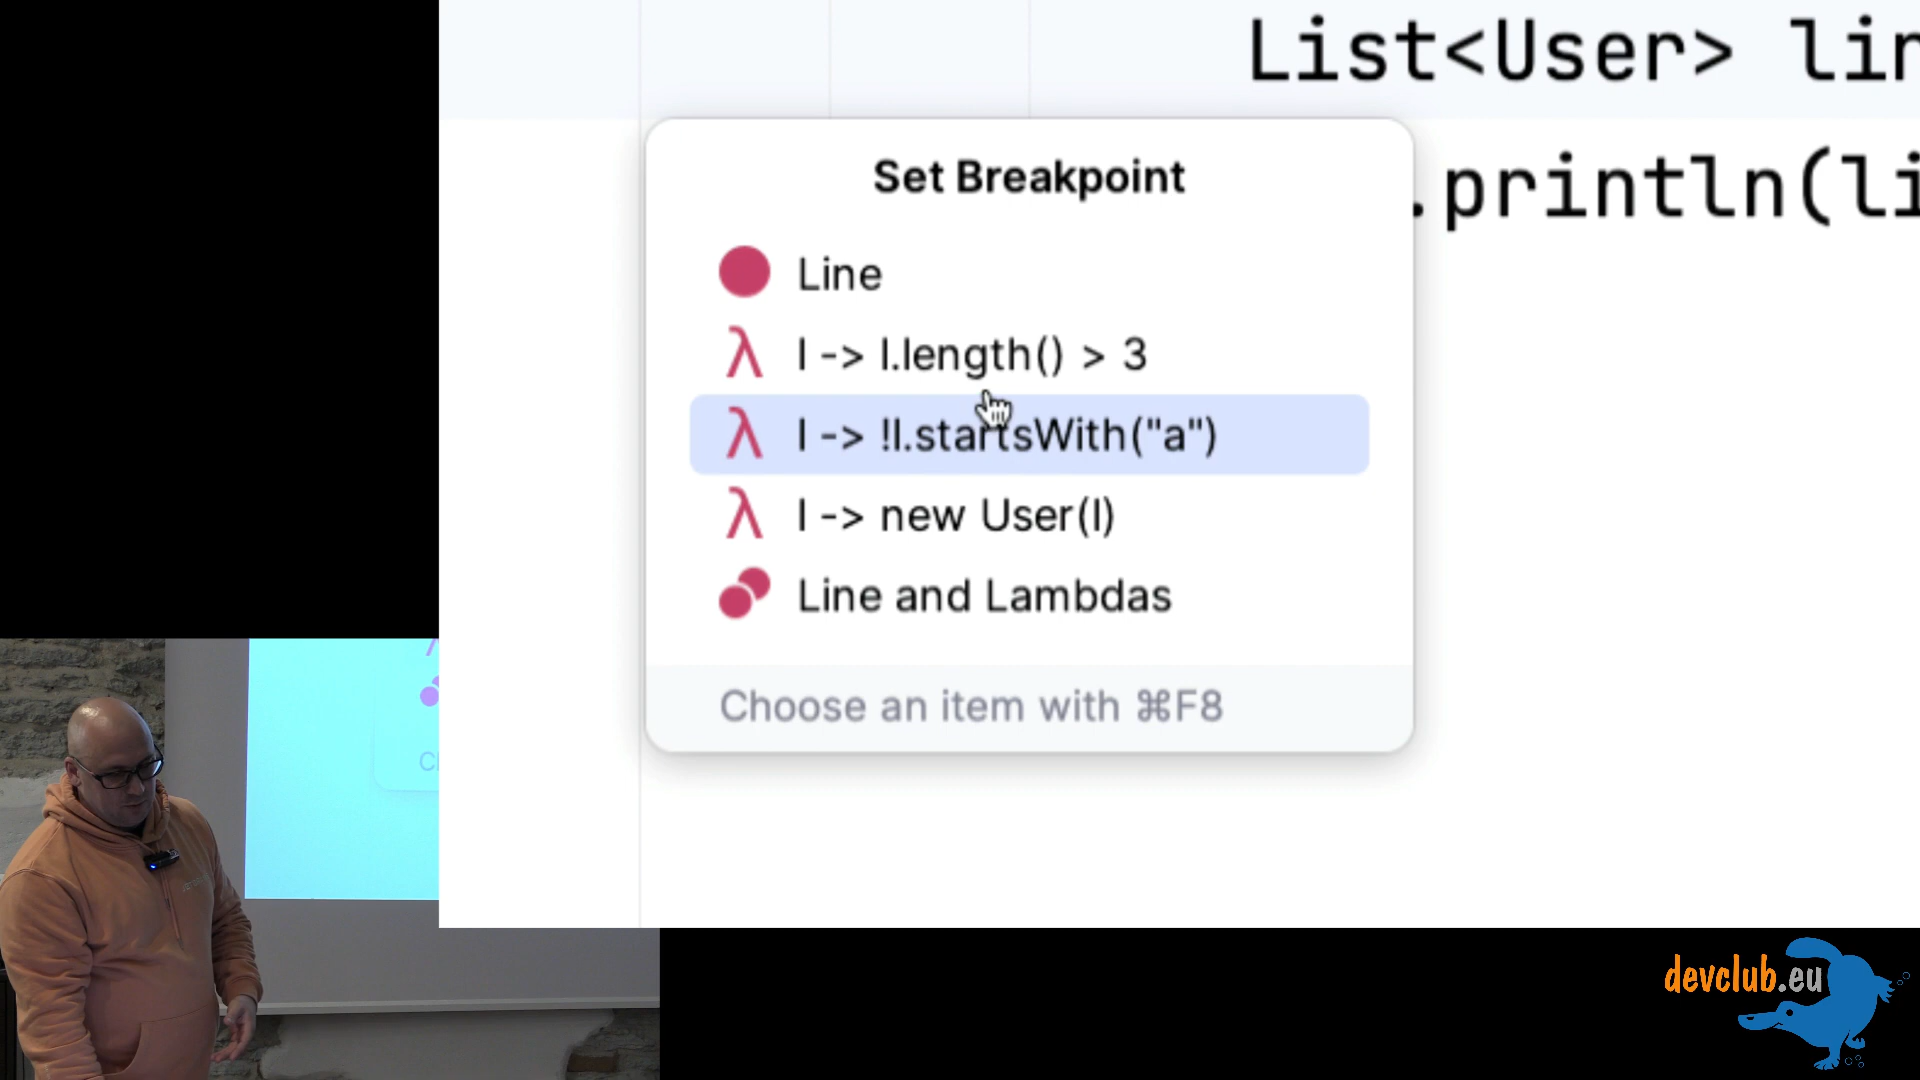 List<User> lin
Set Breakpoint
.println(li
Line
λ l -> l.length() > 3
λ l -> !l.startsWith("a")
λ l -> new User(l)
Line and Lambdas
Choose an item with ⌘F8
devclub.eu